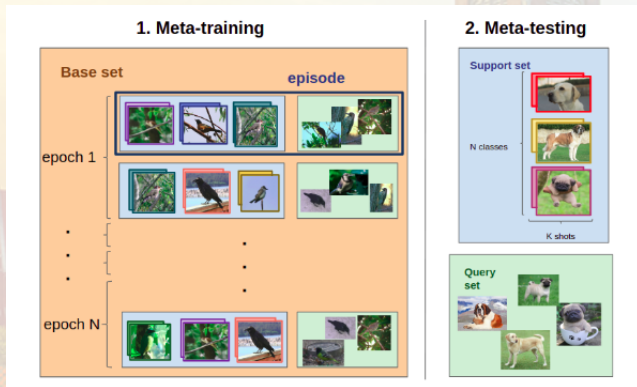 1. Meta-training
2. Meta-testing
Base set
episode
epoch 1
epoch N
Support set
N classes
K shots
Query
set